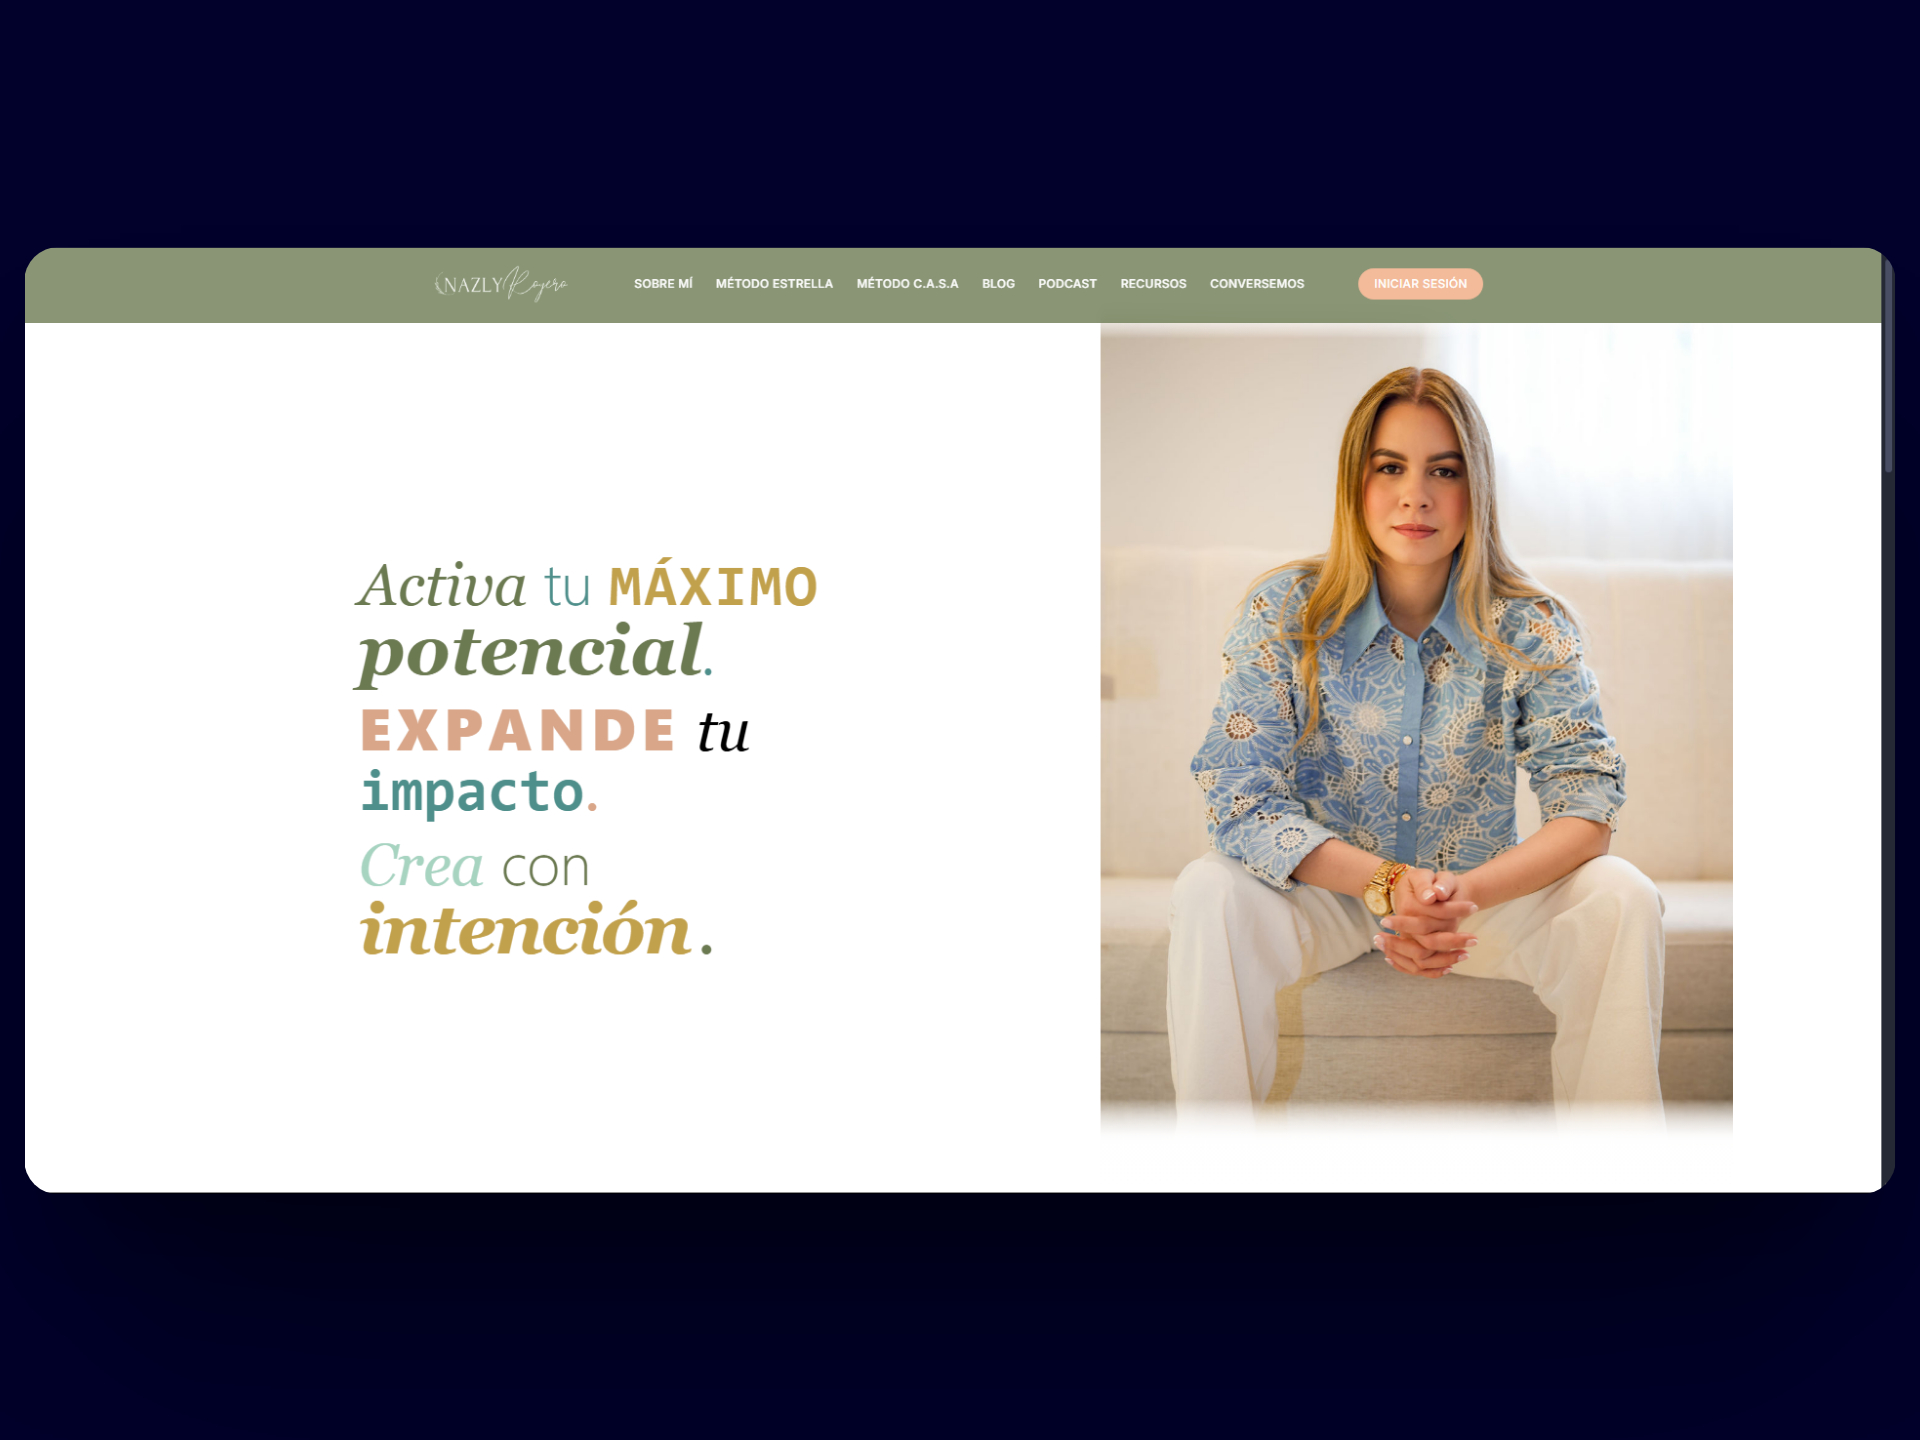 NAZLY Royero
SOBRE MÍ
MÉTODO ESTRELLA
MÉTODO C.A.S.A
BLOG
PODCAST
RECURSOS
CONVERSEMOS
INICIAR SESIÓN
Activa tu MÁXIMO
potencial.
EXPANDE tu
impacto.
Crea con
intención.